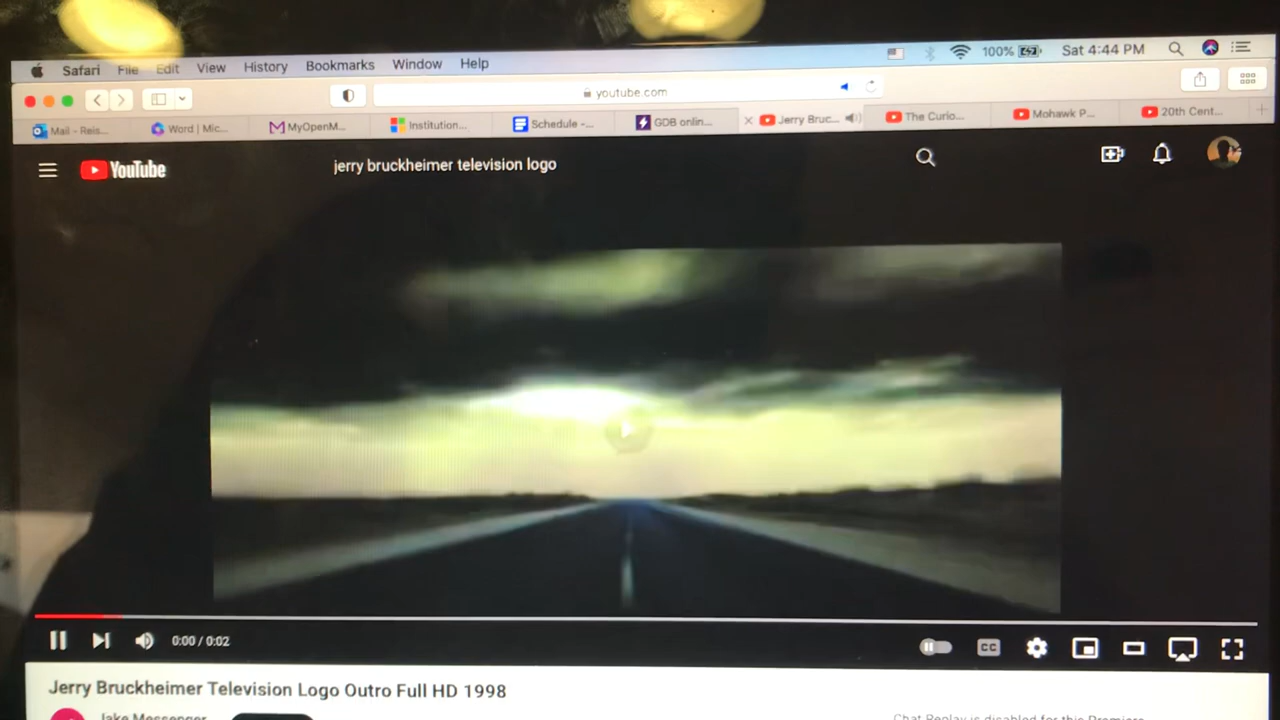 Safari File Edit View History Bookmarks Window Help 100% Sat 4:44 PM
youtube.com
Mail - Reis... Word | Mic... MyOpenM... Institution... Schedule -... GDB onlin... Jerry Bruc... The Curio... Mohawk P... 20th Cent...
YouTube jerry bruckheimer television logo
0:00 / 0:02 CC
Jerry Bruckheimer Television Logo Outro Full HD 1998
Jake Messenger Chat Replay is disabled for this Premiere